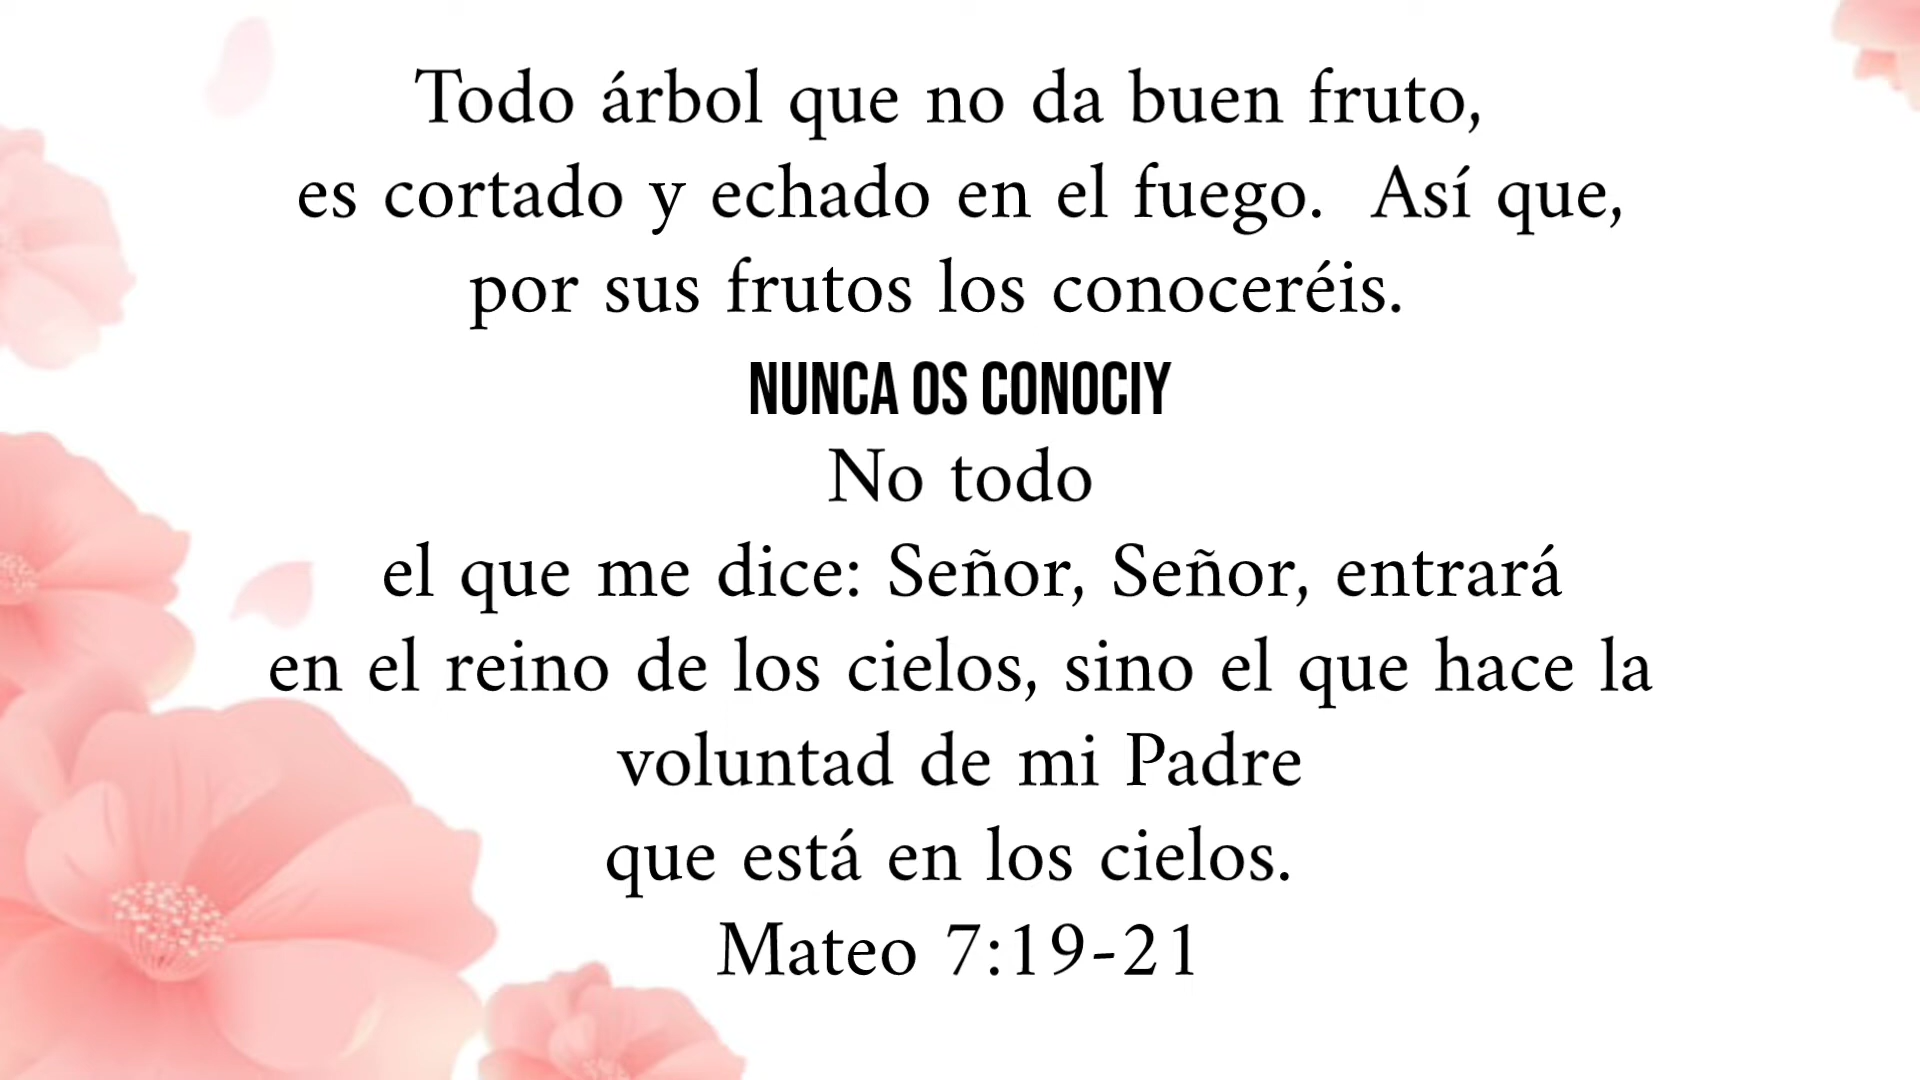 Todo árbol que no da buen fruto,
es cortado y echado en el fuego.  Así que,
por sus frutos los conoceréis.
NUNCA OS CONOCIY
No todo
el que me dice: Señor, Señor, entrará
en el reino de los cielos, sino el que hace la
voluntad de mi Padre
que está en los cielos.
Mateo 7:19-21